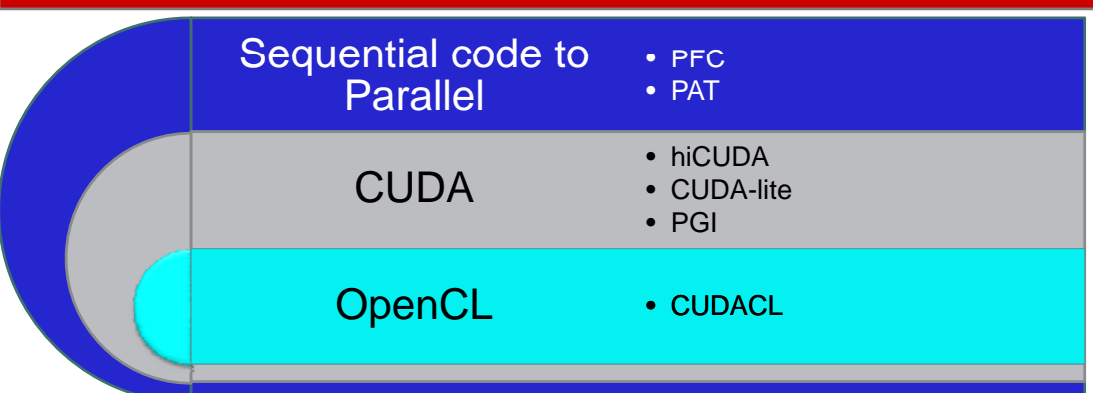 Sequential code to
Parallel
• PFC
• PAT
CUDA
• hiCUDA
• CUDA-lite
• PGI
OpenCL
• CUDACL